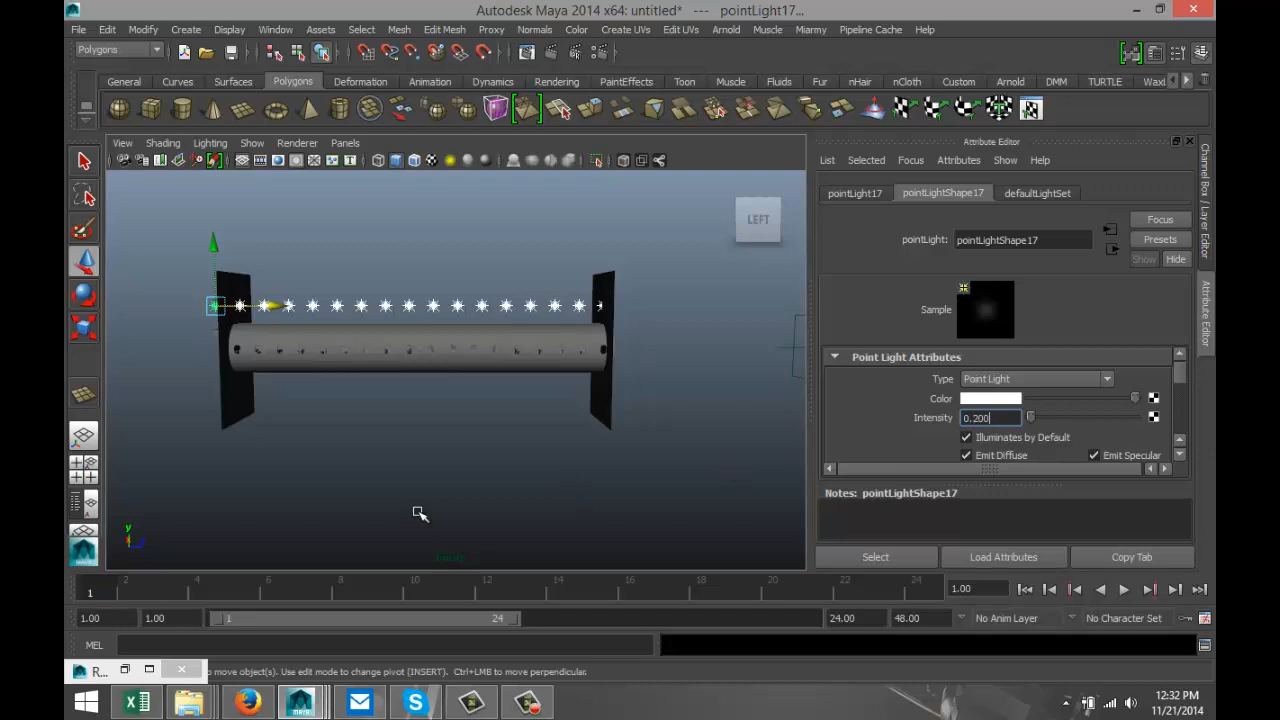 Autodesk Maya 2014 x64: untitled*   ---   pointLight17...
File Edit Modify Create Display Window Assets Select Mesh Edit Mesh Proxy Normals Color Create UVs Edit UVs Arnold Muscle Miarmy Pipeline Cache Help
Polygons
General Curves Surfaces Polygons Deformation Animation Dynamics Rendering PaintEffects Toon Muscle Fluids Fur nHair nCloth Custom Arnold DMM TURTLE Waxl
View Shading Lighting Show Renderer Panels
LEFT
y
Attribute Editor
List Selected Focus Attributes Show Help
pointLight17 pointLightShape17 defaultLightSet
Focus
pointLight: pointLightShape17
Presets
Show Hide
Sample
Point Light Attributes
Type Point Light
Color
Intensity 0.200
Illuminates by Default
Emit Diffuse Emit Specular
Notes: pointLightShape17
Select Load Attributes Copy Tab
Channel Box / Layer Editor
Attribute Editor
2 4 6 8 10 12 14 16 18 20 22 24
1 1.00
1.00 1.00 1 24 24.00 48.00 No Anim Layer No Character Set
MEL
R... to move object(s). Use edit mode to change pivot [INSERT]. Ctrl+LMB to move perpendicular.
12:32 PM
11/21/2014